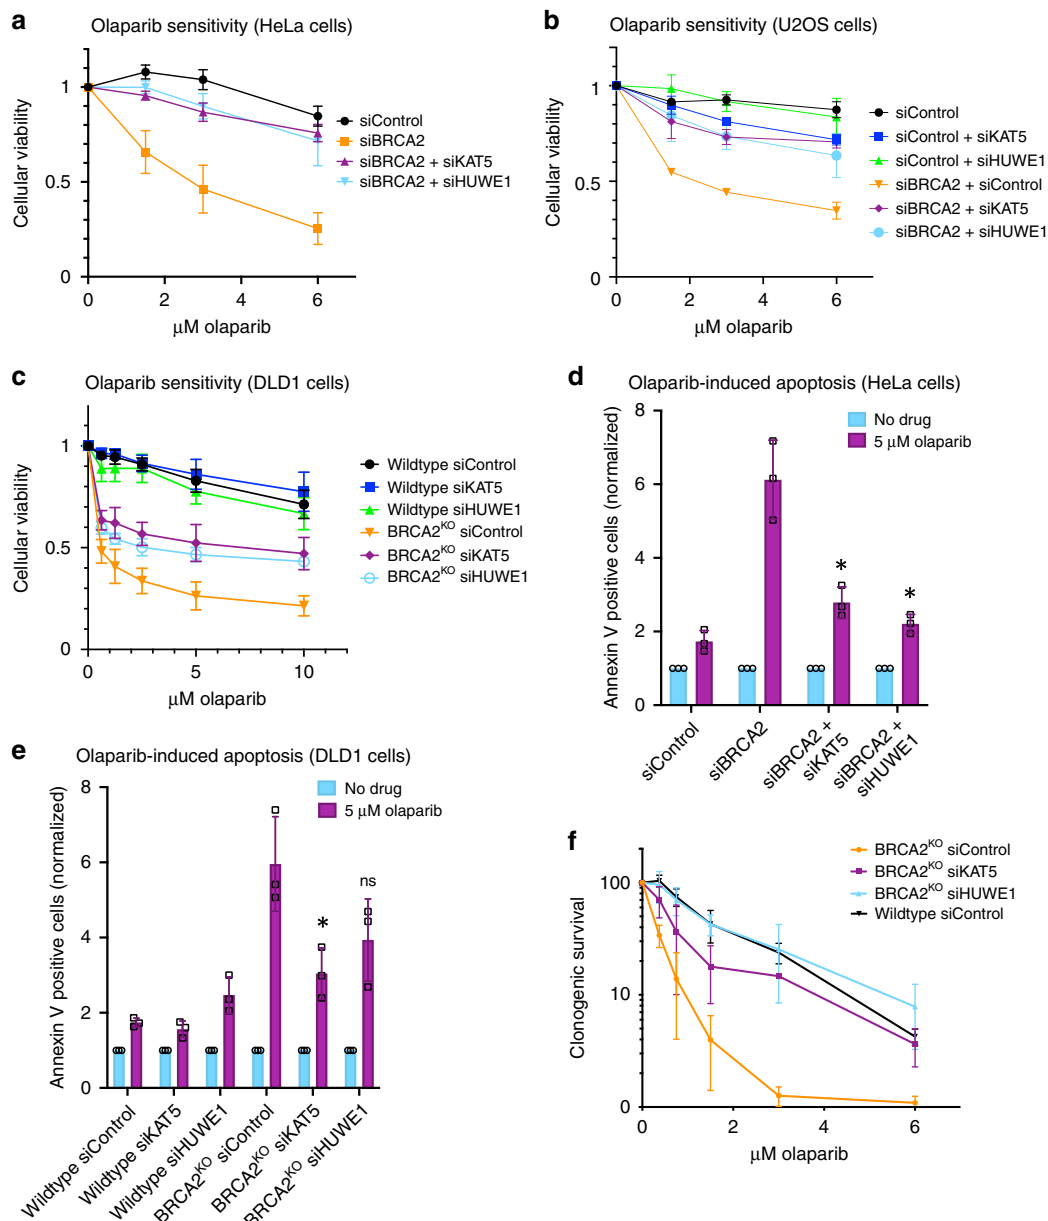 a
Olaparib sensitivity (HeLa cells)
Cellular viability
1
0.5
0
0
2
4
6
μM olaparib
siControl
siBRCA2
siBRCA2 + siKAT5
siBRCA2 + siHUWE1
b
Olaparib sensitivity (U2OS cells)
Cellular viability
1
0.5
0
0
2
4
6
μM olaparib
siControl
siControl + siKAT5
siControl + siHUWE1
siBRCA2 + siControl
siBRCA2 + siKAT5
siBRCA2 + siHUWE1
c
Olaparib sensitivity (DLD1 cells)
Cellular viability
1
0.5
0
0
5
10
μM olaparib
Wildtype siControl
Wildtype siKAT5
Wildtype siHUWE1
BRCA2KO siControl
BRCA2KO siKAT5
BRCA2KO siHUWE1
d
Olaparib-induced apoptosis (HeLa cells)
Annexin V positive cells (normalized)
8
6
4
2
0
No drug
5 μM olaparib
*
*
siControl
siBRCA2
siBRCA2 +
siKAT5
siBRCA2 +
siHUWE1
e
Olaparib-induced apoptosis (DLD1 cells)
Annexin V positive cells (normalized)
8
6
4
2
0
No drug
5 μM olaparib
*
ns
Wildtype siControl
Wildtype siKAT5
Wildtype siHUWE1
BRCA2KO siControl
BRCA2KO siKAT5
BRCA2KO siHUWE1
f
Clonogenic survival
100
10
0
0
2
4
6
μM olaparib
BRCA2KO siControl
BRCA2KO siKAT5
BRCA2KO siHUWE1
Wildtype siControl